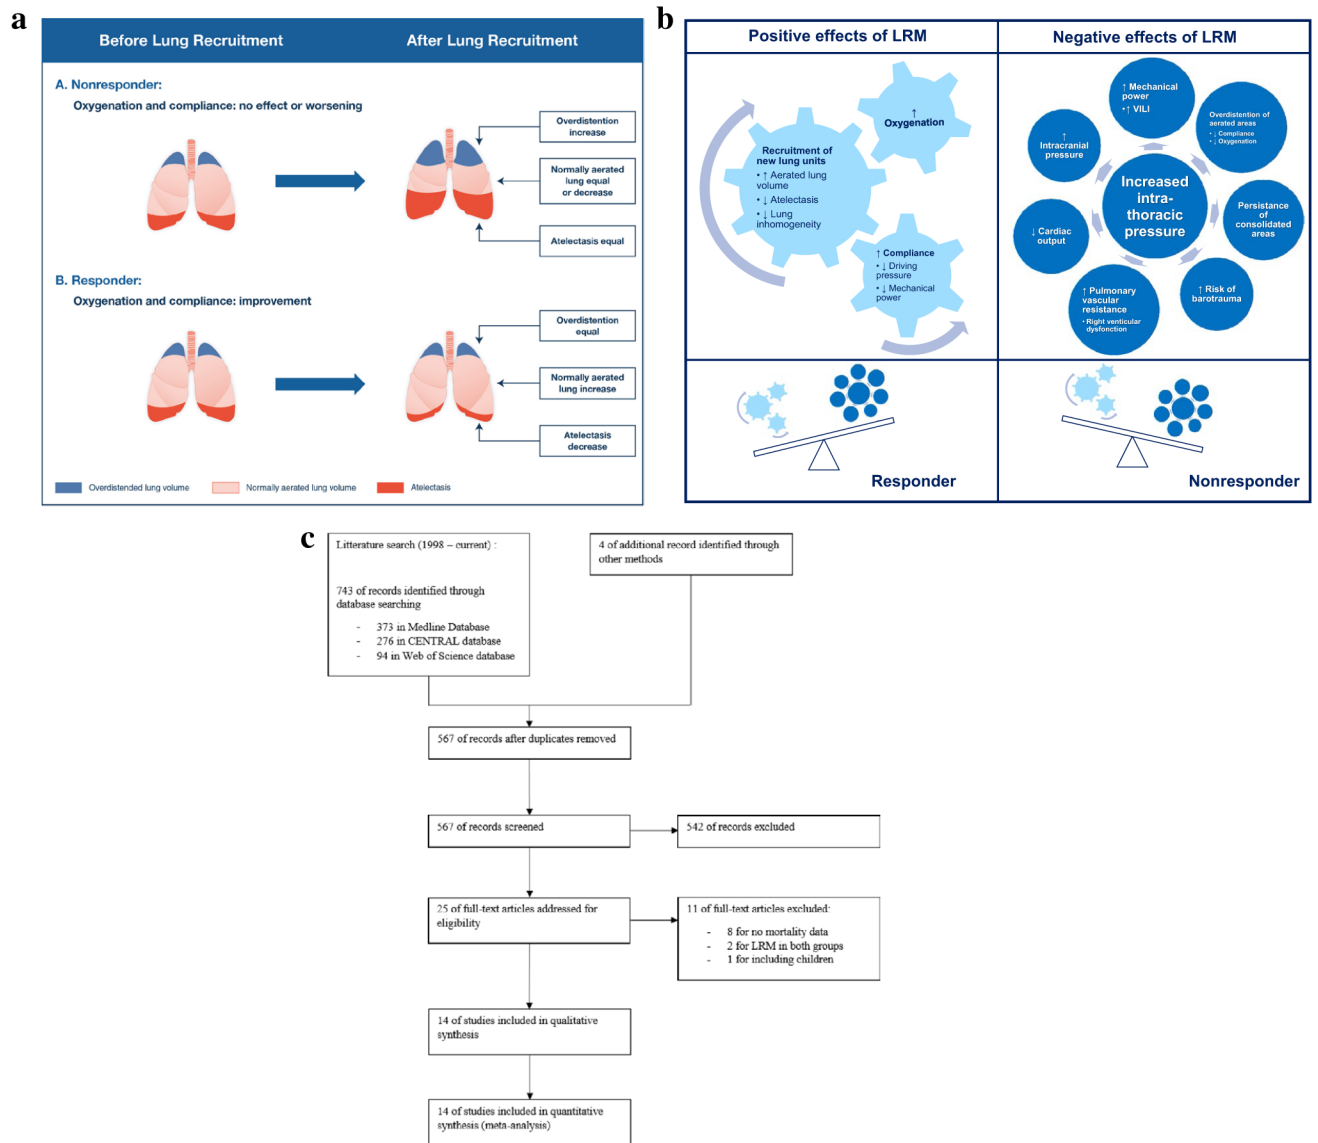 a
Before Lung Recruitment
After Lung Recruitment
A. Nonresponder:
Oxygenation and compliance: no effect or worsening
Overdistention
increase
Normally aerated
lung equal
or decrease
Atelectasis equal
B. Responder:
Oxygenation and compliance: improvement
Overdistention
equal
Normally aerated
lung increase
Atelectasis
decrease
Overdistended lung volume
Normally aerated lung volume
Atelectasis
b
Positive effects of LRM
Negative effects of LRM
↑
Oxygenation
Recruitment of
new lung units
• ↑ Aerated lung
volume
• ↓ Atelectasis
• ↓ Lung
inhomogeneity
↑ Compliance
• ↓ Driving
pressure
• ↓ Mechanical
power
↑ Mechanical
power
• ↑ VILI
Overdistention of
aerated areas
• ↓ Compliance
• ↓ Oxygenation
↑
Intracranial
pressure
Increased
intra-
thoracic
pressure
Persistance
of
consolidated
areas
↓ Cardiac
output
↑ Risk of
barotrauma
↑ Pulmonary
vascular
resistance
• Right ventricular
dysfonction
Responder
Nonresponder
c
Litterature search (1998 – current) :
743 of records identified through
database searching
- 373 in Medline Database
- 276 in CENTRAL database
- 94 in Web of Science database
4 of additional record identified through
other methods
567 of records after duplicates removed
567 of records screened
542 of records excluded
25 of full-text articles addressed for
eligibility
11 of full-text articles excluded:
- 8 for no mortality data
- 2 for LRM in both groups
- 1 for including children
14 of studies included in qualitative
synthesis
14 of studies included in quantitative
synthesis (meta-analysis)